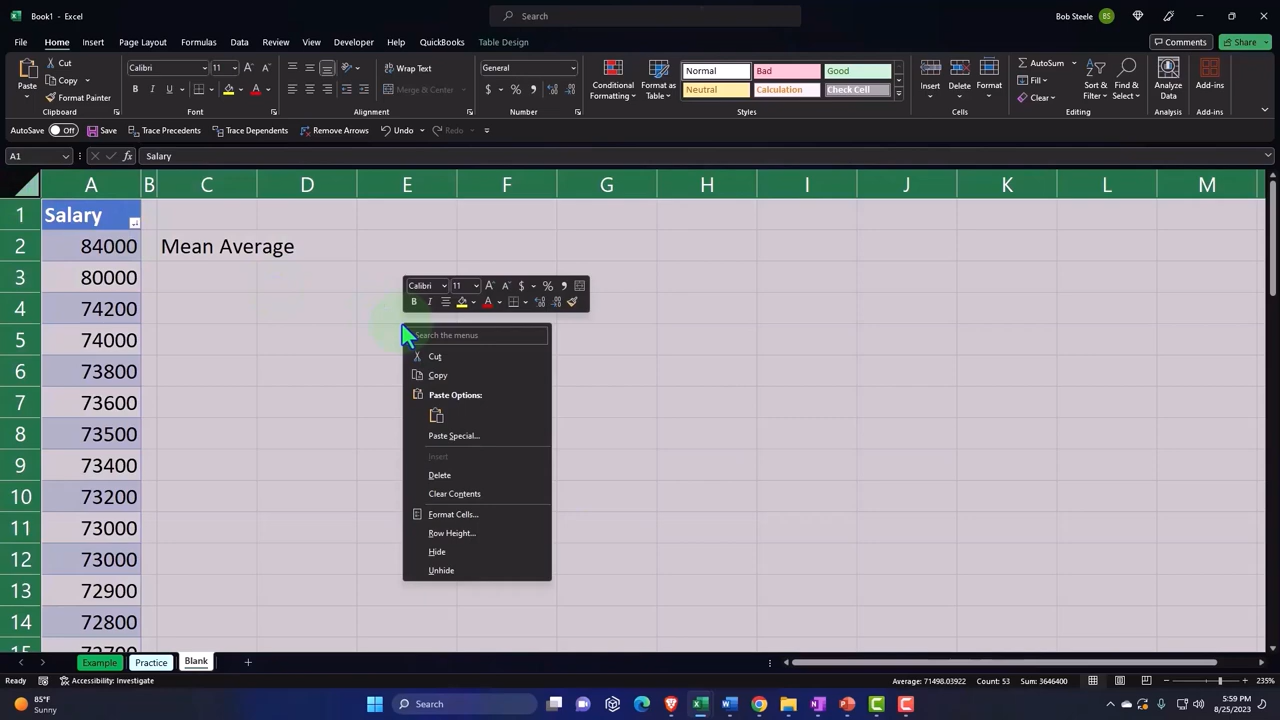 Book1 - Excel
Search
Bob Steele
BS
File
Home
Insert
Page Layout
Formulas
Data
Review
View
Developer
Help
QuickBooks
Table Design
Comments
Share
Paste
Cut
Copy
Format Painter
Clipboard
Calibri
11
Font
Wrap Text
Merge & Center
Alignment
General
Number
Conditional Formatting
Format as Table
Normal
Bad
Good
Neutral
Calculation
Check Cell
Styles
Insert
Delete
Format
Cells
AutoSum
Fill
Clear
Sort & Filter
Find & Select
Editing
Analyze Data
Analysis
Add-ins
Add-ins
AutoSave Off
Save
Trace Precedents
Trace Dependents
Remove Arrows
Undo
Redo
A1
Salary
A B C D E F G H I J K L M
1 Salary
2 84000 Mean Average
3 80000
4 74200
5 74000
6 73800
7 73600
8 73500
9 73400
10 73200
11 73000
12 73000
13 72900
14 72800
15 72700
Calibri 11
Search the menus
Cut
Copy
Paste Options:
Paste Special...
Insert
Delete
Clear Contents
Format Cells...
Row Height...
Hide
Unhide
Example
Practice
Blank
Ready
Accessibility: Investigate
Average: 71498.03922
Count: 53
Sum: 3646400
235%
85°F
Sunny
Search
5:59 PM
8/25/2023